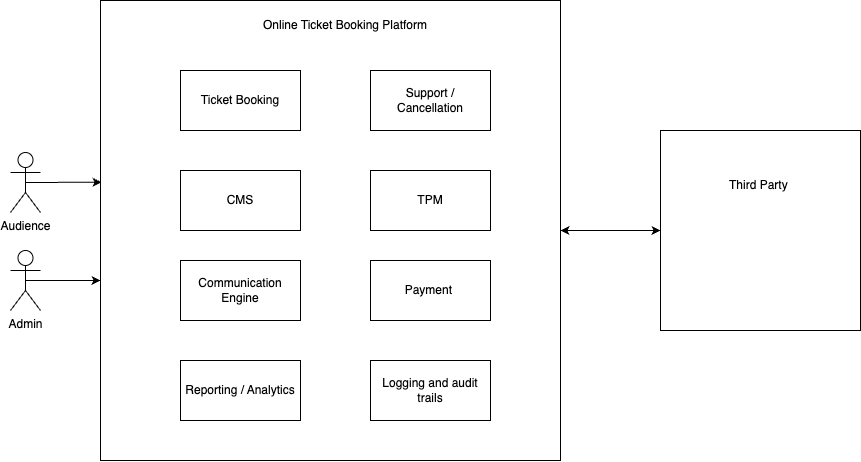 Online Ticket Booking Platform
Ticket Booking
Support /
Cancellation
Audience
CMS
TPM
Third Party
Admin
Communication
Engine
Payment
Reporting / Analytics
Logging and audit
trails